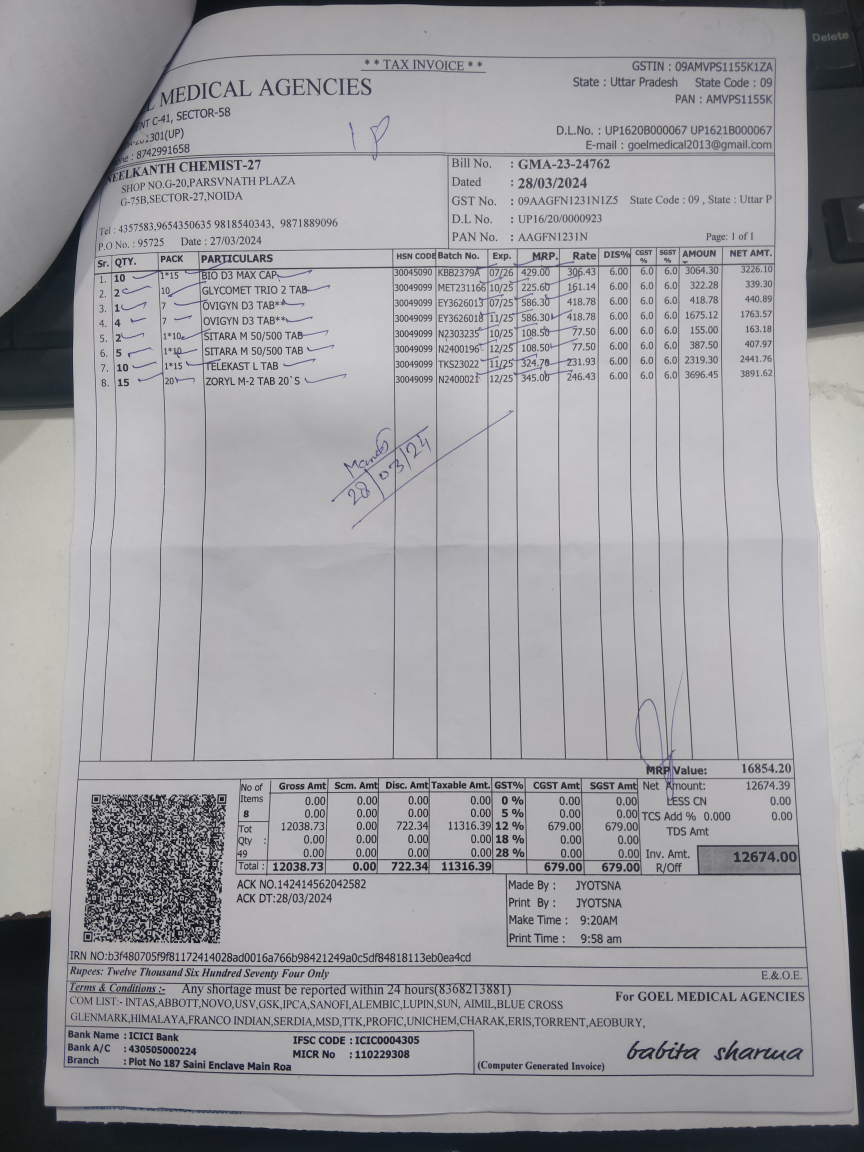 Delete
* * TAX INVOICE * *
GSTIN : 09AMVPS1155K1ZA
State : Uttar Pradesh State Code : 09
PAN : AMVPS1155K
MEDICAL AGENCIES
C-41, SECTOR-58
301(UP)
: 8742991658
D.L.No. : UP1620B000067 UP1621B000067
E-mail : goelmedical2013@gmail.com
NEELKANTH CHEMIST-27
SHOP NO.G-20,PARSVNATH PLAZA
G-75B,SECTOR-27,NOIDA
Tel : 4357583,9654350635 9818540343, 9871889096
P.O No. : 95725 Date : 27/03/2024
Bill No. : GMA-23-24762
Dated : 28/03/2024
GST No. : 09AAGFN1231N1Z5 State Code : 09 , State : Uttar P
D.L No. : UP16/20/0000923
PAN No. : AAGFN1231N Page: 1 of 1
Sr. QTY. PACK PARTICULARS HSN CODE Batch No. Exp. MRP. Rate DIS% CGST % SGST % AMOUN NET AMT.
1. 10 1*15 BIO D3 MAX CAP 30045090 KBB2379A 07/26 429.00 306.43 6.00 6.0 6.0 3064.30 3226.10
2. 2 10 GLYCOMET TRIO 2 TAB 30049099 MET231166 10/25 225.60 161.14 6.00 6.0 6.0 322.28 339.30
3. 1 7 OVIGYN D3 TAB** 30049099 EY3626013 07/25 586.30 418.78 6.00 6.0 6.0 418.78 440.89
4. 4 7 OVIGYN D3 TAB** 30049099 EY3626018 11/25 586.30 418.78 6.00 6.0 6.0 1675.12 1763.57
5. 2 1*10 SITARA M 50/500 TAB 30049099 N2303235 10/25 108.50 77.50 6.00 6.0 6.0 155.00 163.18
6. 5 1*10 SITARA M 50/500 TAB 30049099 N2400196 12/25 108.50 77.50 6.00 6.0 6.0 387.50 407.97
7. 10 1*15 TELEKAST L TAB 30049099 TKS23022 11/25 324.70 231.93 6.00 6.0 6.0 2319.30 2441.76
8. 15 20 ZORYL M-2 TAB 20`S 30049099 N2400021 12/25 345.00 246.43 6.00 6.0 6.0 3696.45 3891.62
28/03/24
MRP Value: 16854.20
No of Items 8 Gross Amt Scm. Amt Disc. Amt Taxable Amt. GST% CGST Amt SGST Amt
0.00 0.00 0.00 0.00 0 % 0.00 0.00
0.00 0.00 0.00 0.00 5 % 0.00 0.00
Tot Qty : 49 12038.73 0.00 722.34 11316.39 12 % 679.00 679.00
0.00 0.00 0.00 0.00 18 % 0.00 0.00
0.00 0.00 0.00 0.00 28 % 0.00 0.00
Total : 12038.73 0.00 722.34 11316.39 679.00 679.00
Net Amount: 12674.39
LESS CN 0.00
TCS Add % 0.000 0.00
TDS Amt
Inv. Amt. 12674.00
R/Off
ACK NO.142414562042582
ACK DT:28/03/2024
Made By : JYOTSNA
Print By : JYOTSNA
Make Time : 9:20AM
Print Time : 9:58 am
IRN NO:b3f480705f9f81172414028ad0016a766b98421249a0c5df84818113eb0ea4cd
Rupees: Twelve Thousand Six Hundred Seventy Four Only E.& O.E.
Terms & Conditions :- Any shortage must be reported within 24 hours(8368213881)
COM LIST:- INTAS,ABBOTT,NOVO,USV,GSK,IPCA,SANOFI,ALEMBIC,LUPIN,SUN, AIMIL,BLUE CROSS
GLENMARK,HIMALAYA,FRANCO INDIAN,SERDIA,MSD,TTK,PROFIC,UNICHEM,CHARAK,ERIS,TORRENT,AEOBURY,
For GOEL MEDICAL AGENCIES
Bank Name : ICICI Bank IFSC CODE : ICIC0004305
Bank A/C : 430505000224 MICR No : 110229308
Branch : Plot No 187 Saini Enclave Main Roa
(Computer Generated Invoice)
babita sharma